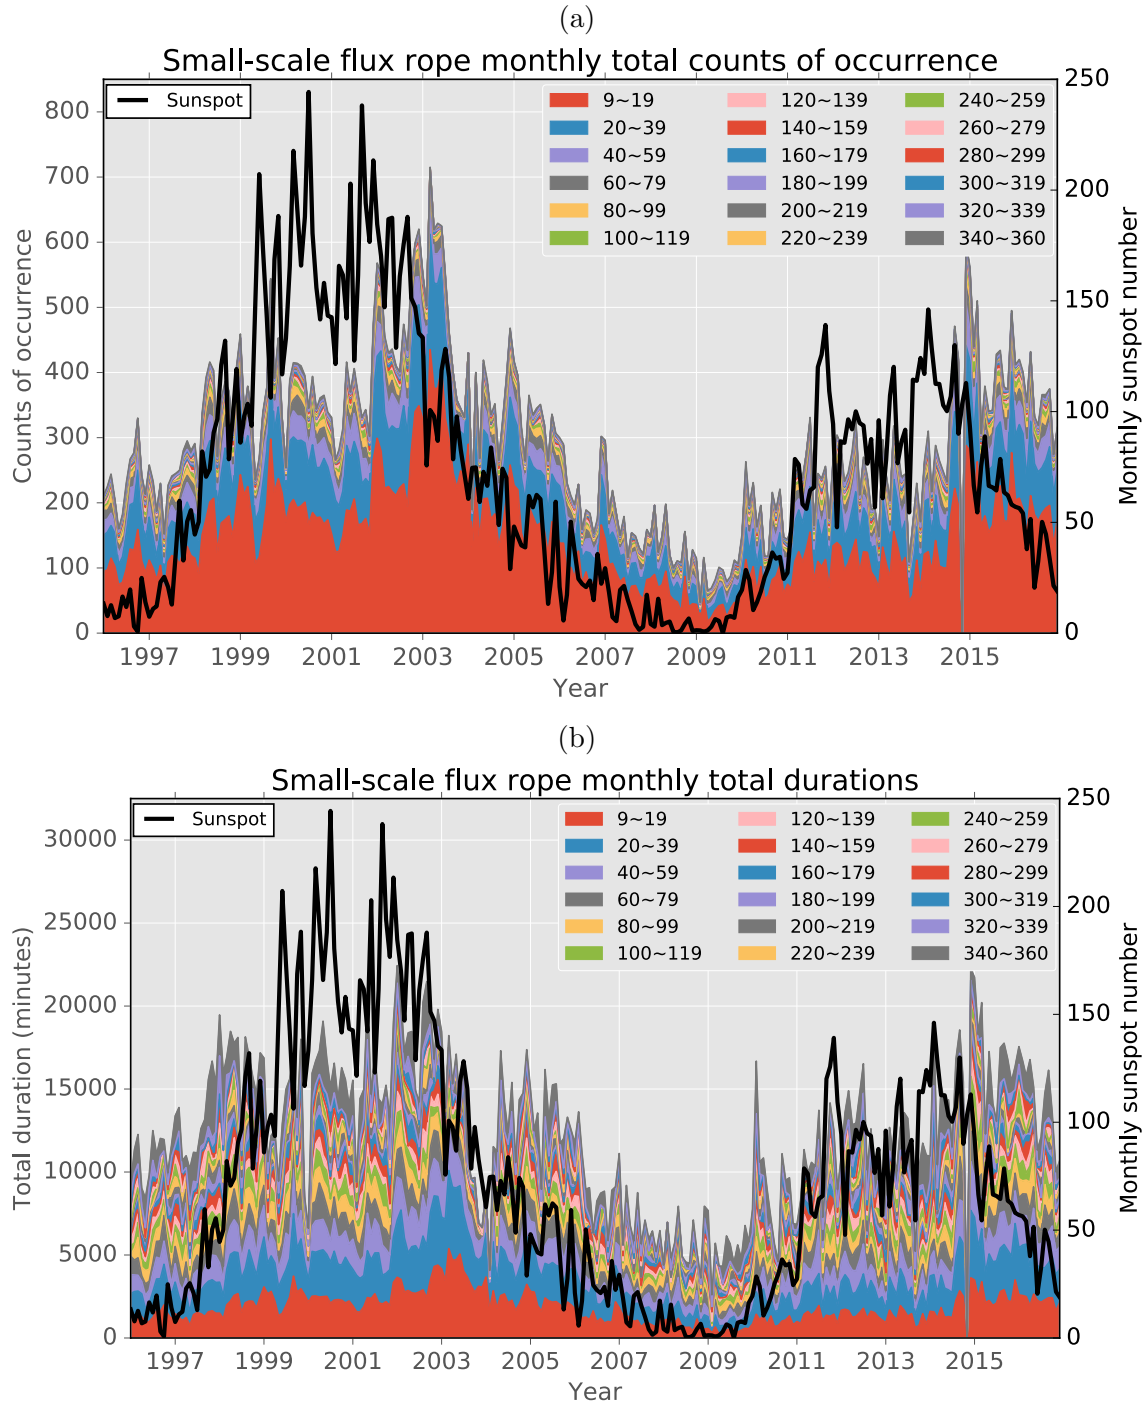 (a)
Small-scale flux rope monthly total counts of occurrence
Sunspot
9~19 120~139 240~259
20~39 140~159 260~279
40~59 160~179 280~299
60~79 180~199 300~319
80~99 200~219 320~339
100~119 220~239 340~360
800
700
600
500
400
300
200
100
0
Counts of occurrence
250
200
150
100
50
0
Monthly sunspot number
1997 1999 2001 2003 2005 2007 2009 2011 2013 2015
Year
(b)
Small-scale flux rope monthly total durations
Sunspot
9~19 120~139 240~259
20~39 140~159 260~279
40~59 160~179 280~299
60~79 180~199 300~319
80~99 200~219 320~339
100~119 220~239 340~360
30000
25000
20000
15000
10000
5000
0
Total duration (minutes)
250
200
150
100
50
0
Monthly sunspot number
1997 1999 2001 2003 2005 2007 2009 2011 2013 2015
Year